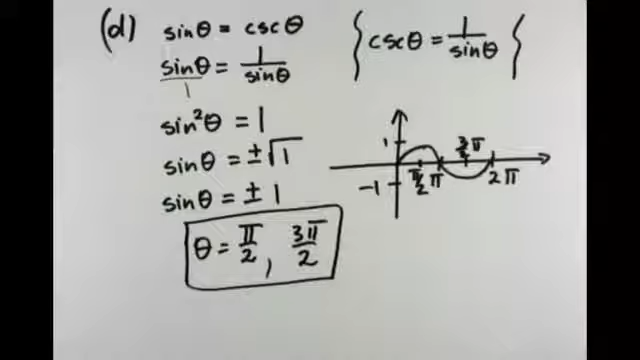 (d) sinθ = cscθ
{ cscθ = 1/sinθ }
sinθ/1 = 1/sinθ
sin²θ = 1
sinθ = ±√1
sinθ = ± 1
θ = π/2, 3π/2
1
3π/2
-1
π/2 π 2π